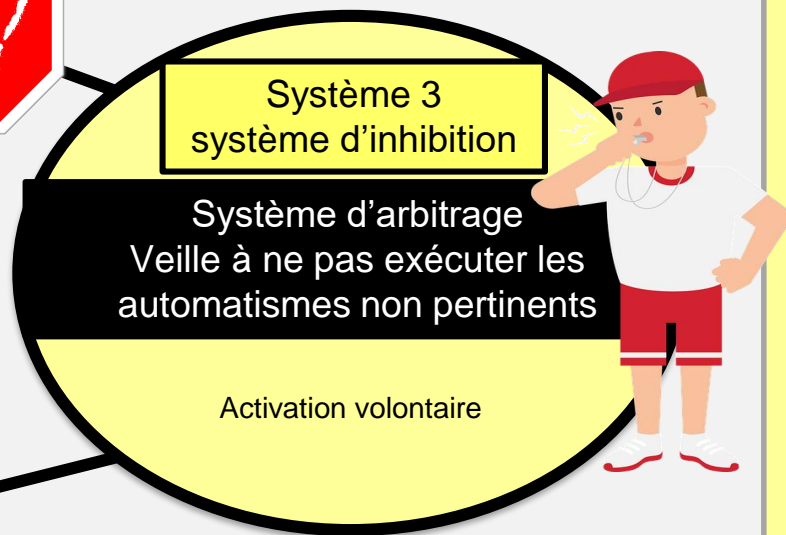 Système 3
système d'inhibition
Système d'arbitrage
Veille à ne pas exécuter les
automatismes non pertinents
Activation volontaire